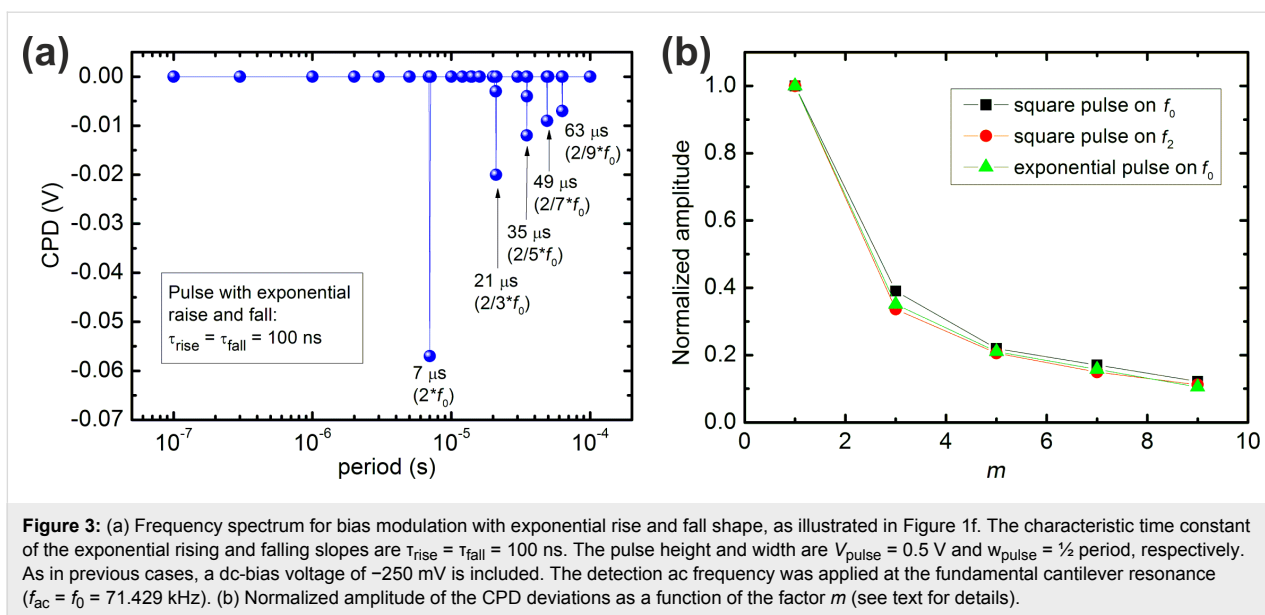 (a)
0.00
-0.01
-0.02
-0.03
-0.04
-0.05
-0.06
-0.07
CPD (V)
10⁻⁷
10⁻⁶
10⁻⁵
10⁻⁴
period (s)
Pulse with exponential
raise and fall:
τrise = τfall = 100 ns
7 μs
(2*f₀)
21 μs
(2/3*f₀)
35 μs
(2/5*f₀)
49 μs
(2/7*f₀)
63 μs
(2/9*f₀)
(b)
1.0
0.8
0.6
0.4
0.2
0.0
Normalized amplitude
0
2
4
6
8
10
m
square pulse on f₀
square pulse on f₂
exponential pulse on f₀
Figure 3: (a) Frequency spectrum for bias modulation with exponential rise and fall shape, as illustrated in Figure 1f. The characteristic time constant
of the exponential rising and falling slopes are τrise = τfall = 100 ns. The pulse height and width are Vpulse = 0.5 V and wpulse = ½ period, respectively.
As in previous cases, a dc-bias voltage of −250 mV is included. The detection ac frequency was applied at the fundamental cantilever resonance
(fac = f0 = 71.429 kHz). (b) Normalized amplitude of the CPD deviations as a function of the factor m (see text for details).